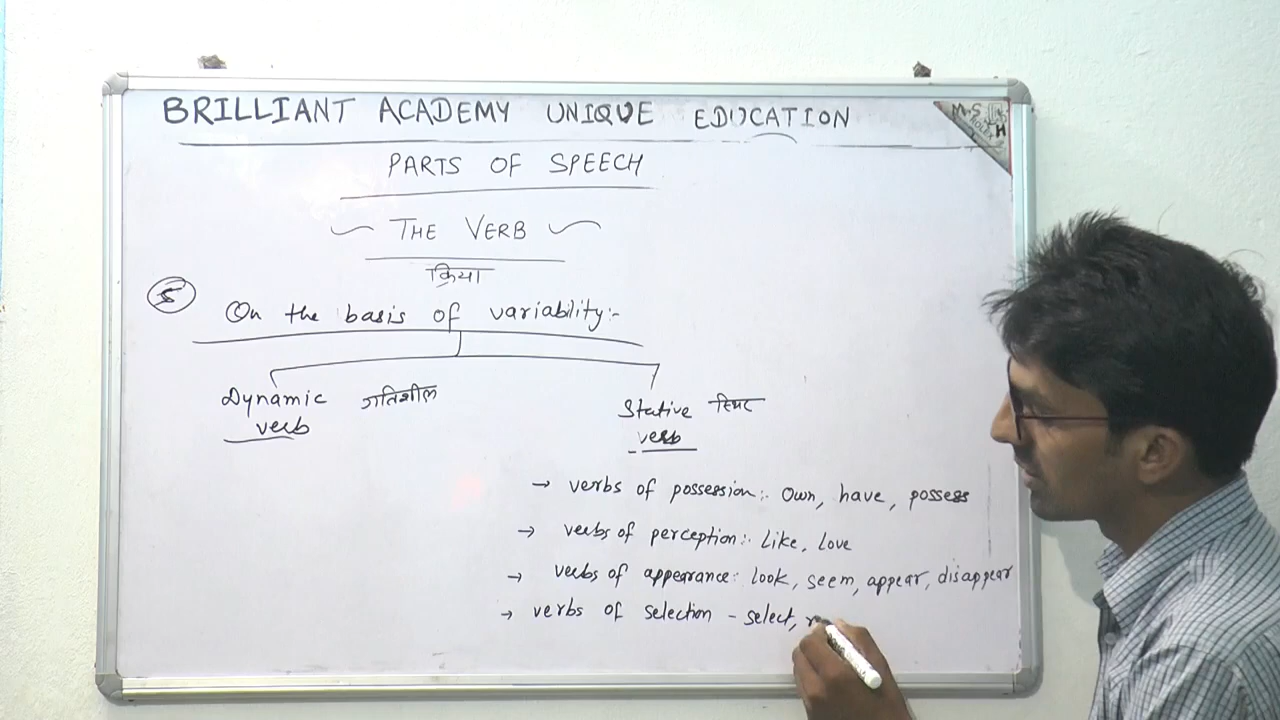 BRILLIANT ACADEMY UNIQUE EDUCATION
M.S
H
PARTS OF SPEECH
THE VERB
क्रिया
5 On the basis of variability:-
Dynamic verb गतिशील
Stative verb स्थिर
→ verbs of possession:- Own, have, possess
→ verbs of perception:- Like, Love
→ verbs of appearance: look, seem, appear, disappear
→ verbs of selection - select,